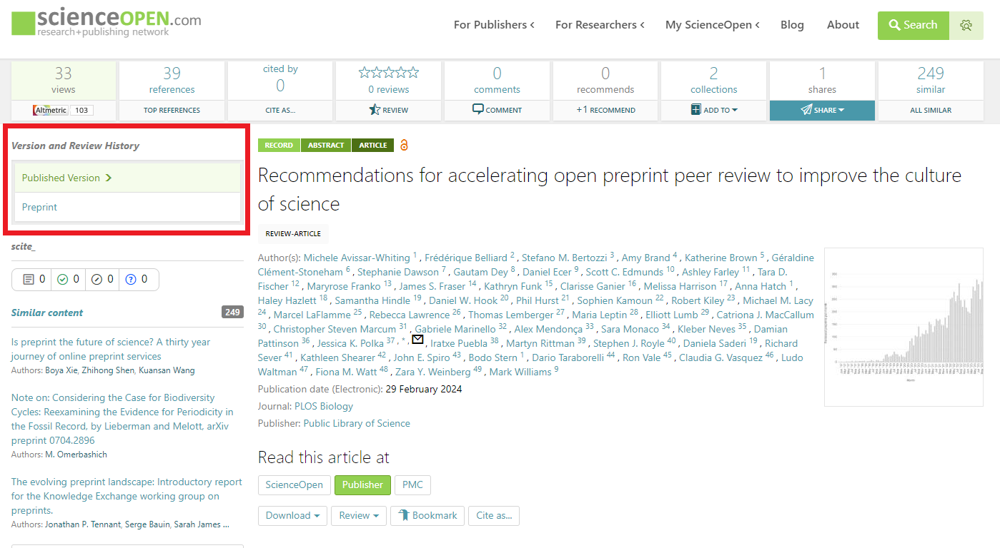 scienceOPEN.com
research+publishing network
For Publishers
For Researchers
My ScienceOpen
Blog
About
Search
33
views
Altmetric 103
39
references
TOP REFERENCES
cited by
0
CITE AS...
0 reviews
REVIEW
0
comments
COMMENT
0
recommends
+1 RECOMMEND
2
collections
ADD TO
1
shares
SHARE
249
similar
ALL SIMILAR
Version and Review History
Published Version
Preprint
scite_
0 0 0 0
Similar content 249
Is preprint the future of science? A thirty year
journey of online preprint services
Authors: Boya Xie, Zhihong Shen, Kuansan Wang
Note on: Considering the Case for Biodiversity
Cycles: Reexamining the Evidence for Periodicity in
the Fossil Record, by Lieberman and Melott, arXiv
preprint 0704.2896
Authors: M. Omerbashich
The evolving preprint landscape: Introductory report
for the Knowledge Exchange working group on
preprints.
Authors: Jonathan P. Tennant, Serge Bauin, Sarah James ...
RECORD ABSTRACT ARTICLE
Recommendations for accelerating open preprint peer review to improve the culture
of science
REVIEW-ARTICLE
Author(s): Michele Avissar-Whiting 1 , Frédérique Belliard 2 , Stefano M. Bertozzi 3 , Amy Brand 4 , Katherine Brown 5 , Géraldine
Clément-Stoneham 6 , Stephanie Dawson 7 , Gautam Dey 8 , Daniel Ecer 9 , Scott C. Edmunds 10 , Ashley Farley 11 , Tara D.
Fischer 12 , Maryrose Franko 13 , James S. Fraser 14 , Kathryn Funk 15 , Clarisse Ganier 16 , Melissa Harrison 17 , Anna Hatch 1 ,
Haley Hazlett 18 , Samantha Hindle 19 , Daniel W. Hook 20 , Phil Hurst 21 , Sophien Kamoun 22 , Robert Kiley 23 , Michael M. Lacy
24 , Marcel LaFlamme 25 , Rebecca Lawrence 26 , Thomas Lemberger 27 , Maria Leptin 28 , Elliott Lumb 29 , Catriona J. MacCallum
30 , Christopher Steven Marcum 31 , Gabriele Marinello 32 , Alex Mendonça 33 , Sara Monaco 34 , Kleber Neves 35 , Damian
Pattinson 36 , Jessica K. Polka 37 , * , Iratxe Puebla 38 , Martyn Rittman 39 , Stephen J. Royle 40 , Daniela Saderi 19 , Richard
Sever 41 , Kathleen Shearer 42 , John E. Spiro 43 , Bodo Stern 1 , Dario Taraborelli 44 , Ron Vale 45 , Claudia G. Vasquez 46 , Ludo
Waltman 47 , Fiona M. Watt 48 , Zara Y. Weinberg 49 , Mark Williams 9
Publication date (Electronic): 29 February 2024
Journal: PLOS Biology
Publisher: Public Library of Science
Month
Read this article at
ScienceOpen Publisher PMC
Download Review Bookmark Cite as...